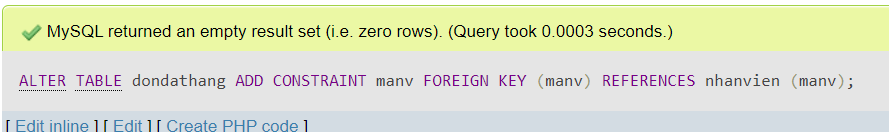 MySQL returned an empty result set (i.e. zero rows). (Query took 0.0003 seconds.)
ALTER TABLE dondathang ADD CONSTRAINT manv FOREIGN KEY (manv) REFERENCES nhanvien (manv);
[ Edit inline ] [ Edit ] [ Create PHP code ]